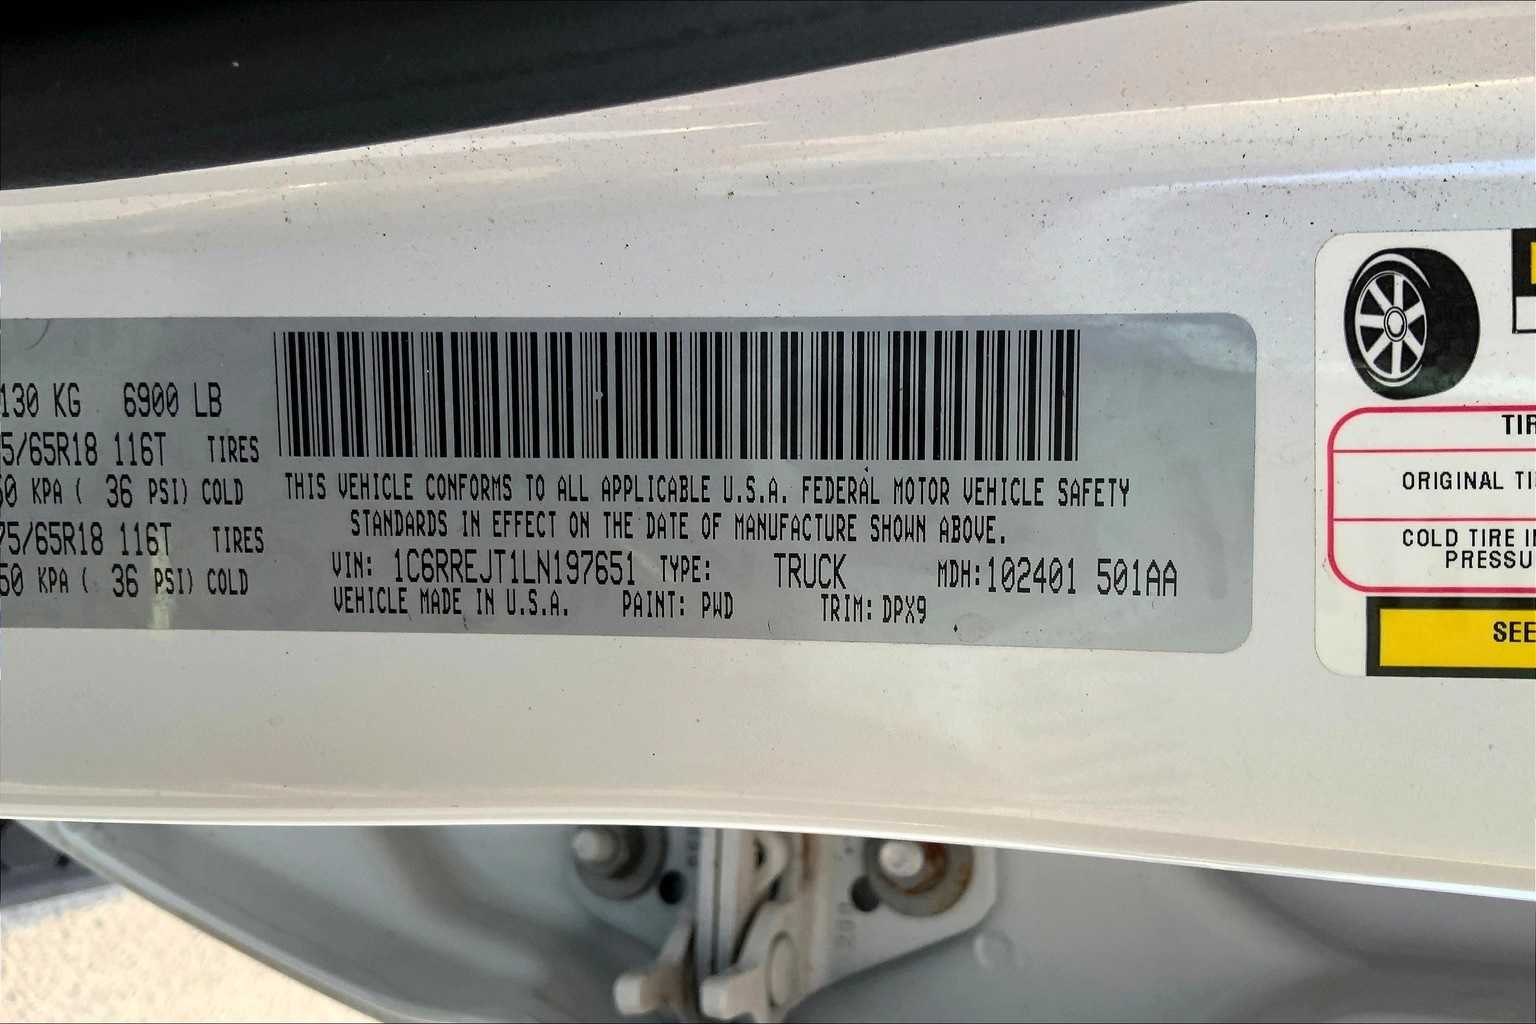 130 KG 6900 LB
5/65R18 116T TIRES
50 KPA ( 36 PSI) COLD
75/65R18 116T TIRES
50 KPA ( 36 PSI) COLD
THIS VEHICLE CONFORMS TO ALL APPLICABLE U.S.A. FEDERAL MOTOR VEHICLE SAFETY
STANDARDS IN EFFECT ON THE DATE OF MANUFACTURE SHOWN ABOVE.
VIN: 1C6RREJT1LN197651 TYPE: TRUCK MDH: 102401 501AA
VEHICLE MADE IN U.S.A. PAINT: PWD TRIM: DPX9
TIR
ORIGINAL TI
COLD TIRE IN
PRESSU
SEE